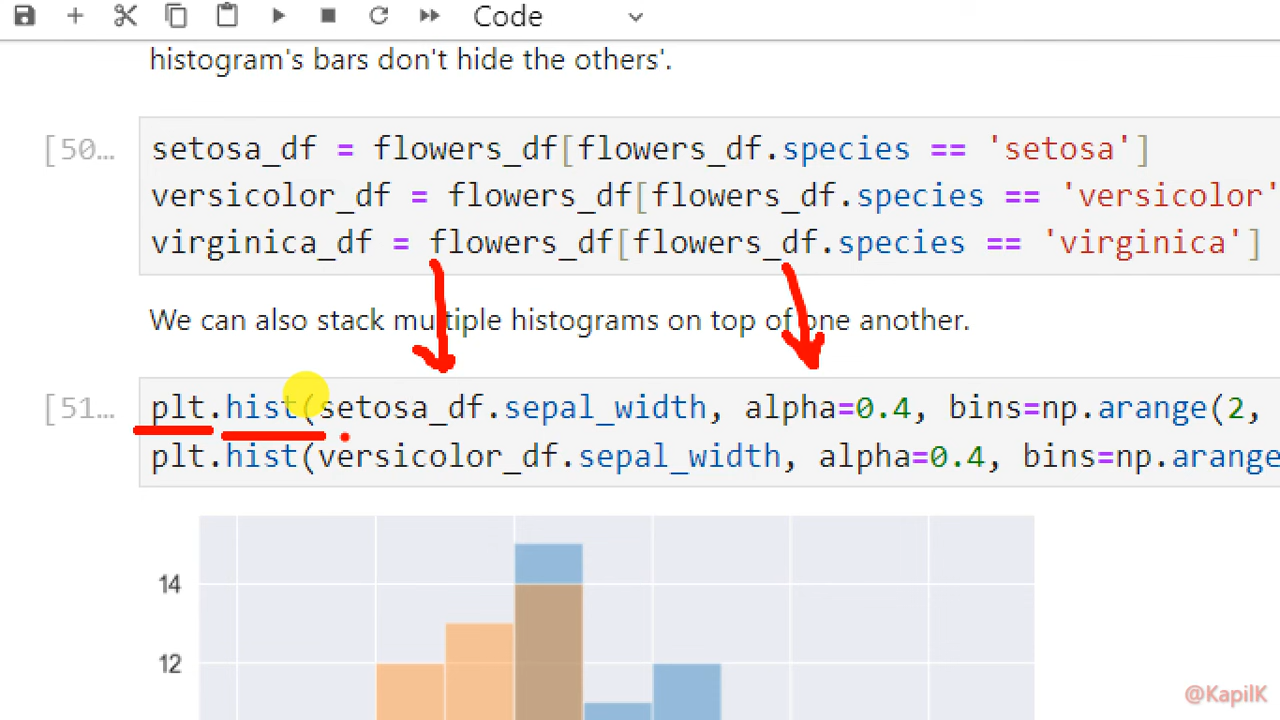 Code
histogram's bars don't hide the others'.
[50…
setosa_df = flowers_df[flowers_df.species == 'setosa']
versicolor_df = flowers_df[flowers_df.species == 'versicolor'
virginica_df = flowers_df[flowers_df.species == 'virginica']
We can also stack multiple histograms on top of one another.
[51…
plt.hist(setosa_df.sepal_width, alpha=0.4, bins=np.arange(2,
plt.hist(versicolor_df.sepal_width, alpha=0.4, bins=np.arange
14
12
@KapilK